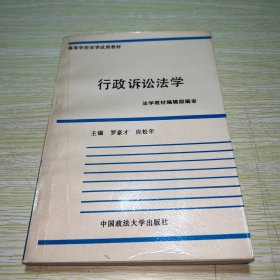 高等学校法学试用教材
行政诉讼法学
法学教材编辑部编审
主编 罗豪才 应松年
中国政法大学出版社